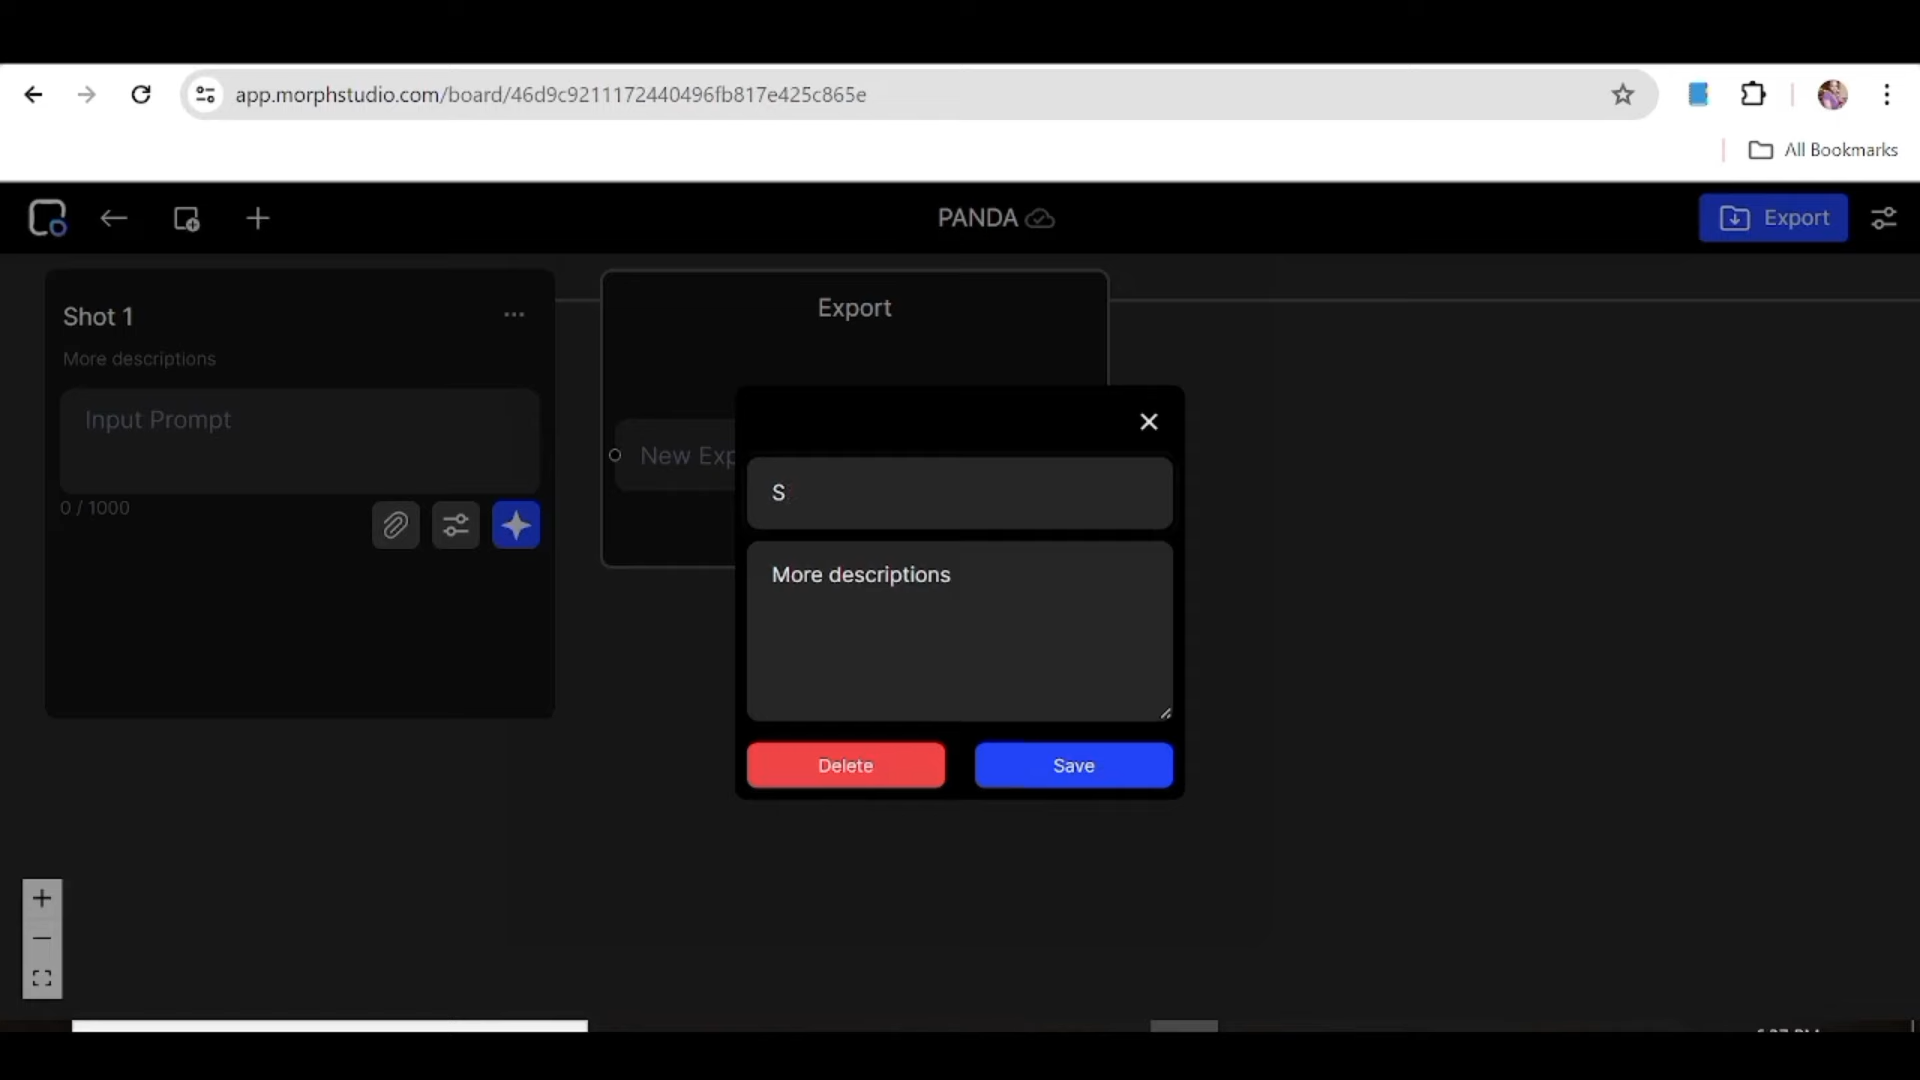 app.morphstudio.com/board/46d9c9211172440496fb817e425c865e
All Bookmarks
PANDA
Export
Shot 1
More descriptions
Input Prompt
0 / 1000
Export
New Exp
S
More descriptions
Delete
Save